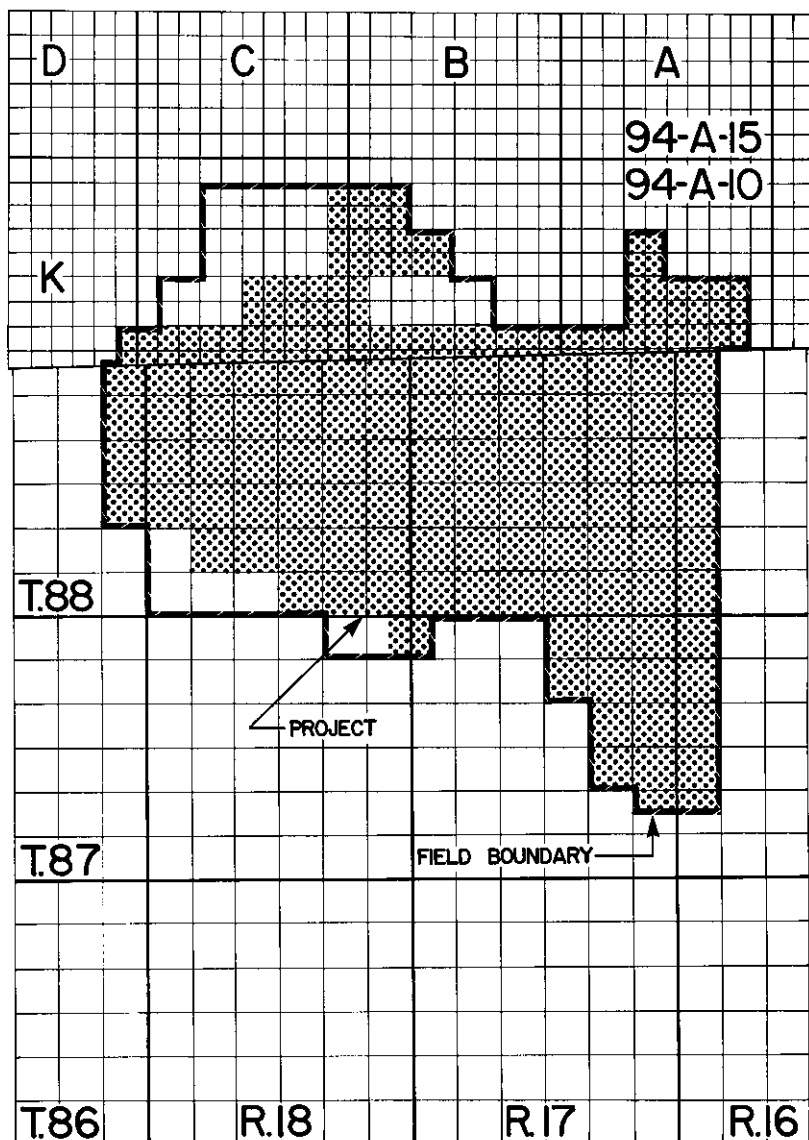 D C B A
94-A-15
94-A-10
K
T.88
PROJECT
FIELD BOUNDARY
T.87
T.86 R.18 R.17 R.16